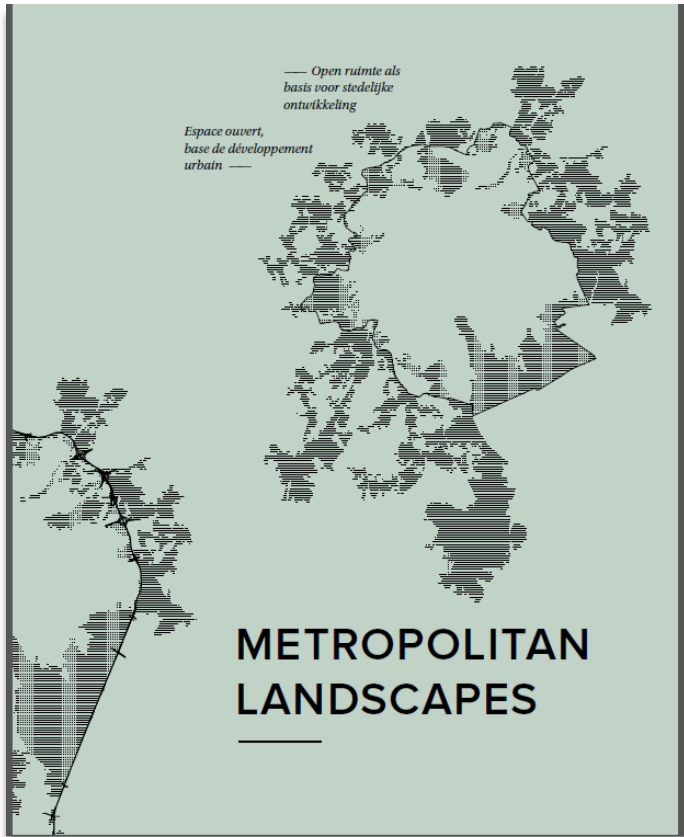 —— Open ruimte als
basis voor stedelijke
ontwikkeling
Espace ouvert,
base de développement
urbain ——
METROPOLITAN
LANDSCAPES